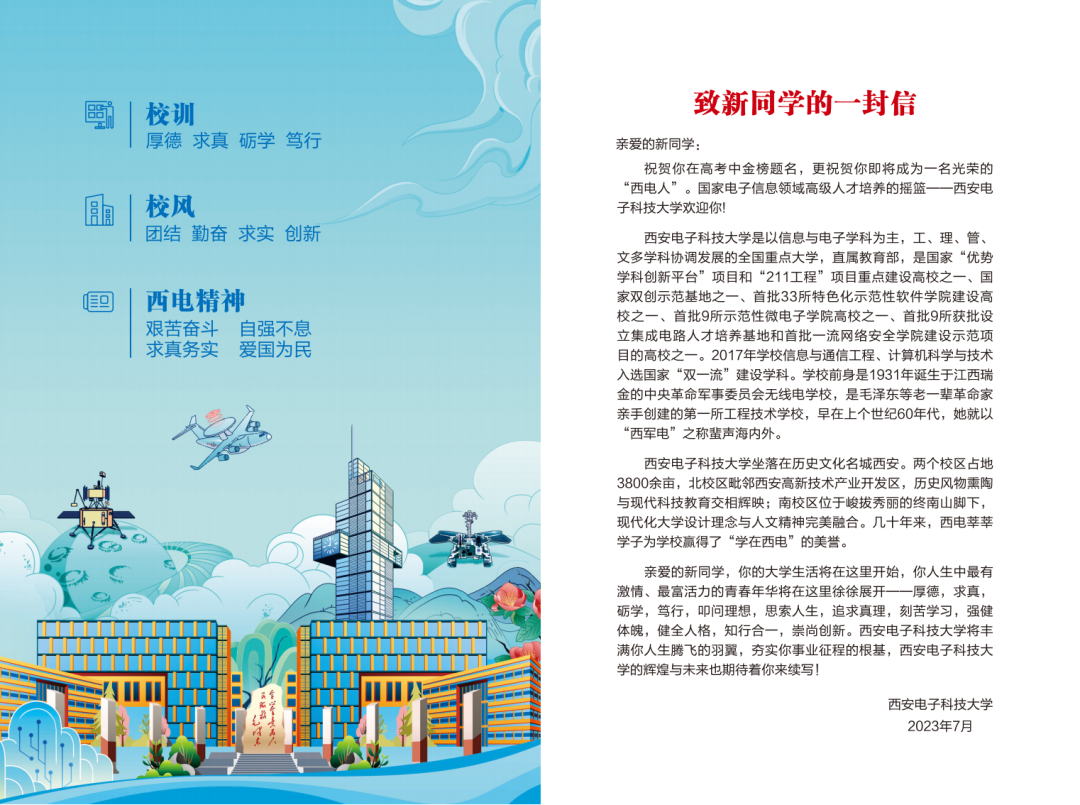 校训
厚德 求真 砺学 笃行
校风
团结 勤奋 求实 创新
西电精神
艰苦奋斗 自强不息
求真务实 爱国为民
全心全意为人
民服务
毛泽东
致新同学的一封信
亲爱的新同学：
祝贺你在高考中金榜题名，更祝贺你即将成为一名光荣的
“西电人”。国家电子信息领域高级人才培养的摇篮——西安电
子科技大学欢迎你!
西安电子科技大学是以信息与电子学科为主，工、理、管、
文多学科协调发展的全国重点大学，直属教育部，是国家“优势
学科创新平台”项目和“211工程”项目重点建设高校之一、国
家双创示范基地之一、首批33所特色化示范性软件学院建设高
校之一、首批9所示范性微电子学院高校之一、首批9所获批设
立集成电路人才培养基地和首批一流网络安全学院建设示范项
目的高校之一。2017年学校信息与通信工程、计算机科学与技术
入选国家“双一流”建设学科。学校前身是1931年诞生于江西瑞
金的中央革命军事委员会无线电学校，是毛泽东等老一辈革命家
亲手创建的第一所工程技术学校，早在上个世纪60年代，她就以
“西军电”之称蜚声海内外。
西安电子科技大学坐落在历史文化名城西安。两个校区占地
3800余亩，北校区毗邻西安高新技术产业开发区，历史风物熏陶
与现代科技教育交相辉映；南校区位于峻拔秀丽的终南山脚下，
现代化大学设计理念与人文精神完美融合。几十年来，西电莘莘
学子为学校赢得了“学在西电”的美誉。
亲爱的新同学，你的大学生活将在这里开始，你人生中最有
激情、最富活力的青春年华将在这里徐徐展开——厚德，求真，
砺学，笃行，叩问理想，思索人生，追求真理，刻苦学习，强健
体魄，健全人格，知行合一，崇尚创新。西安电子科技大学将丰
满你人生腾飞的羽翼，夯实你事业征程的根基，西安电子科技大
学的辉煌与未来也期待着你来续写！
西安电子科技大学
2023年7月